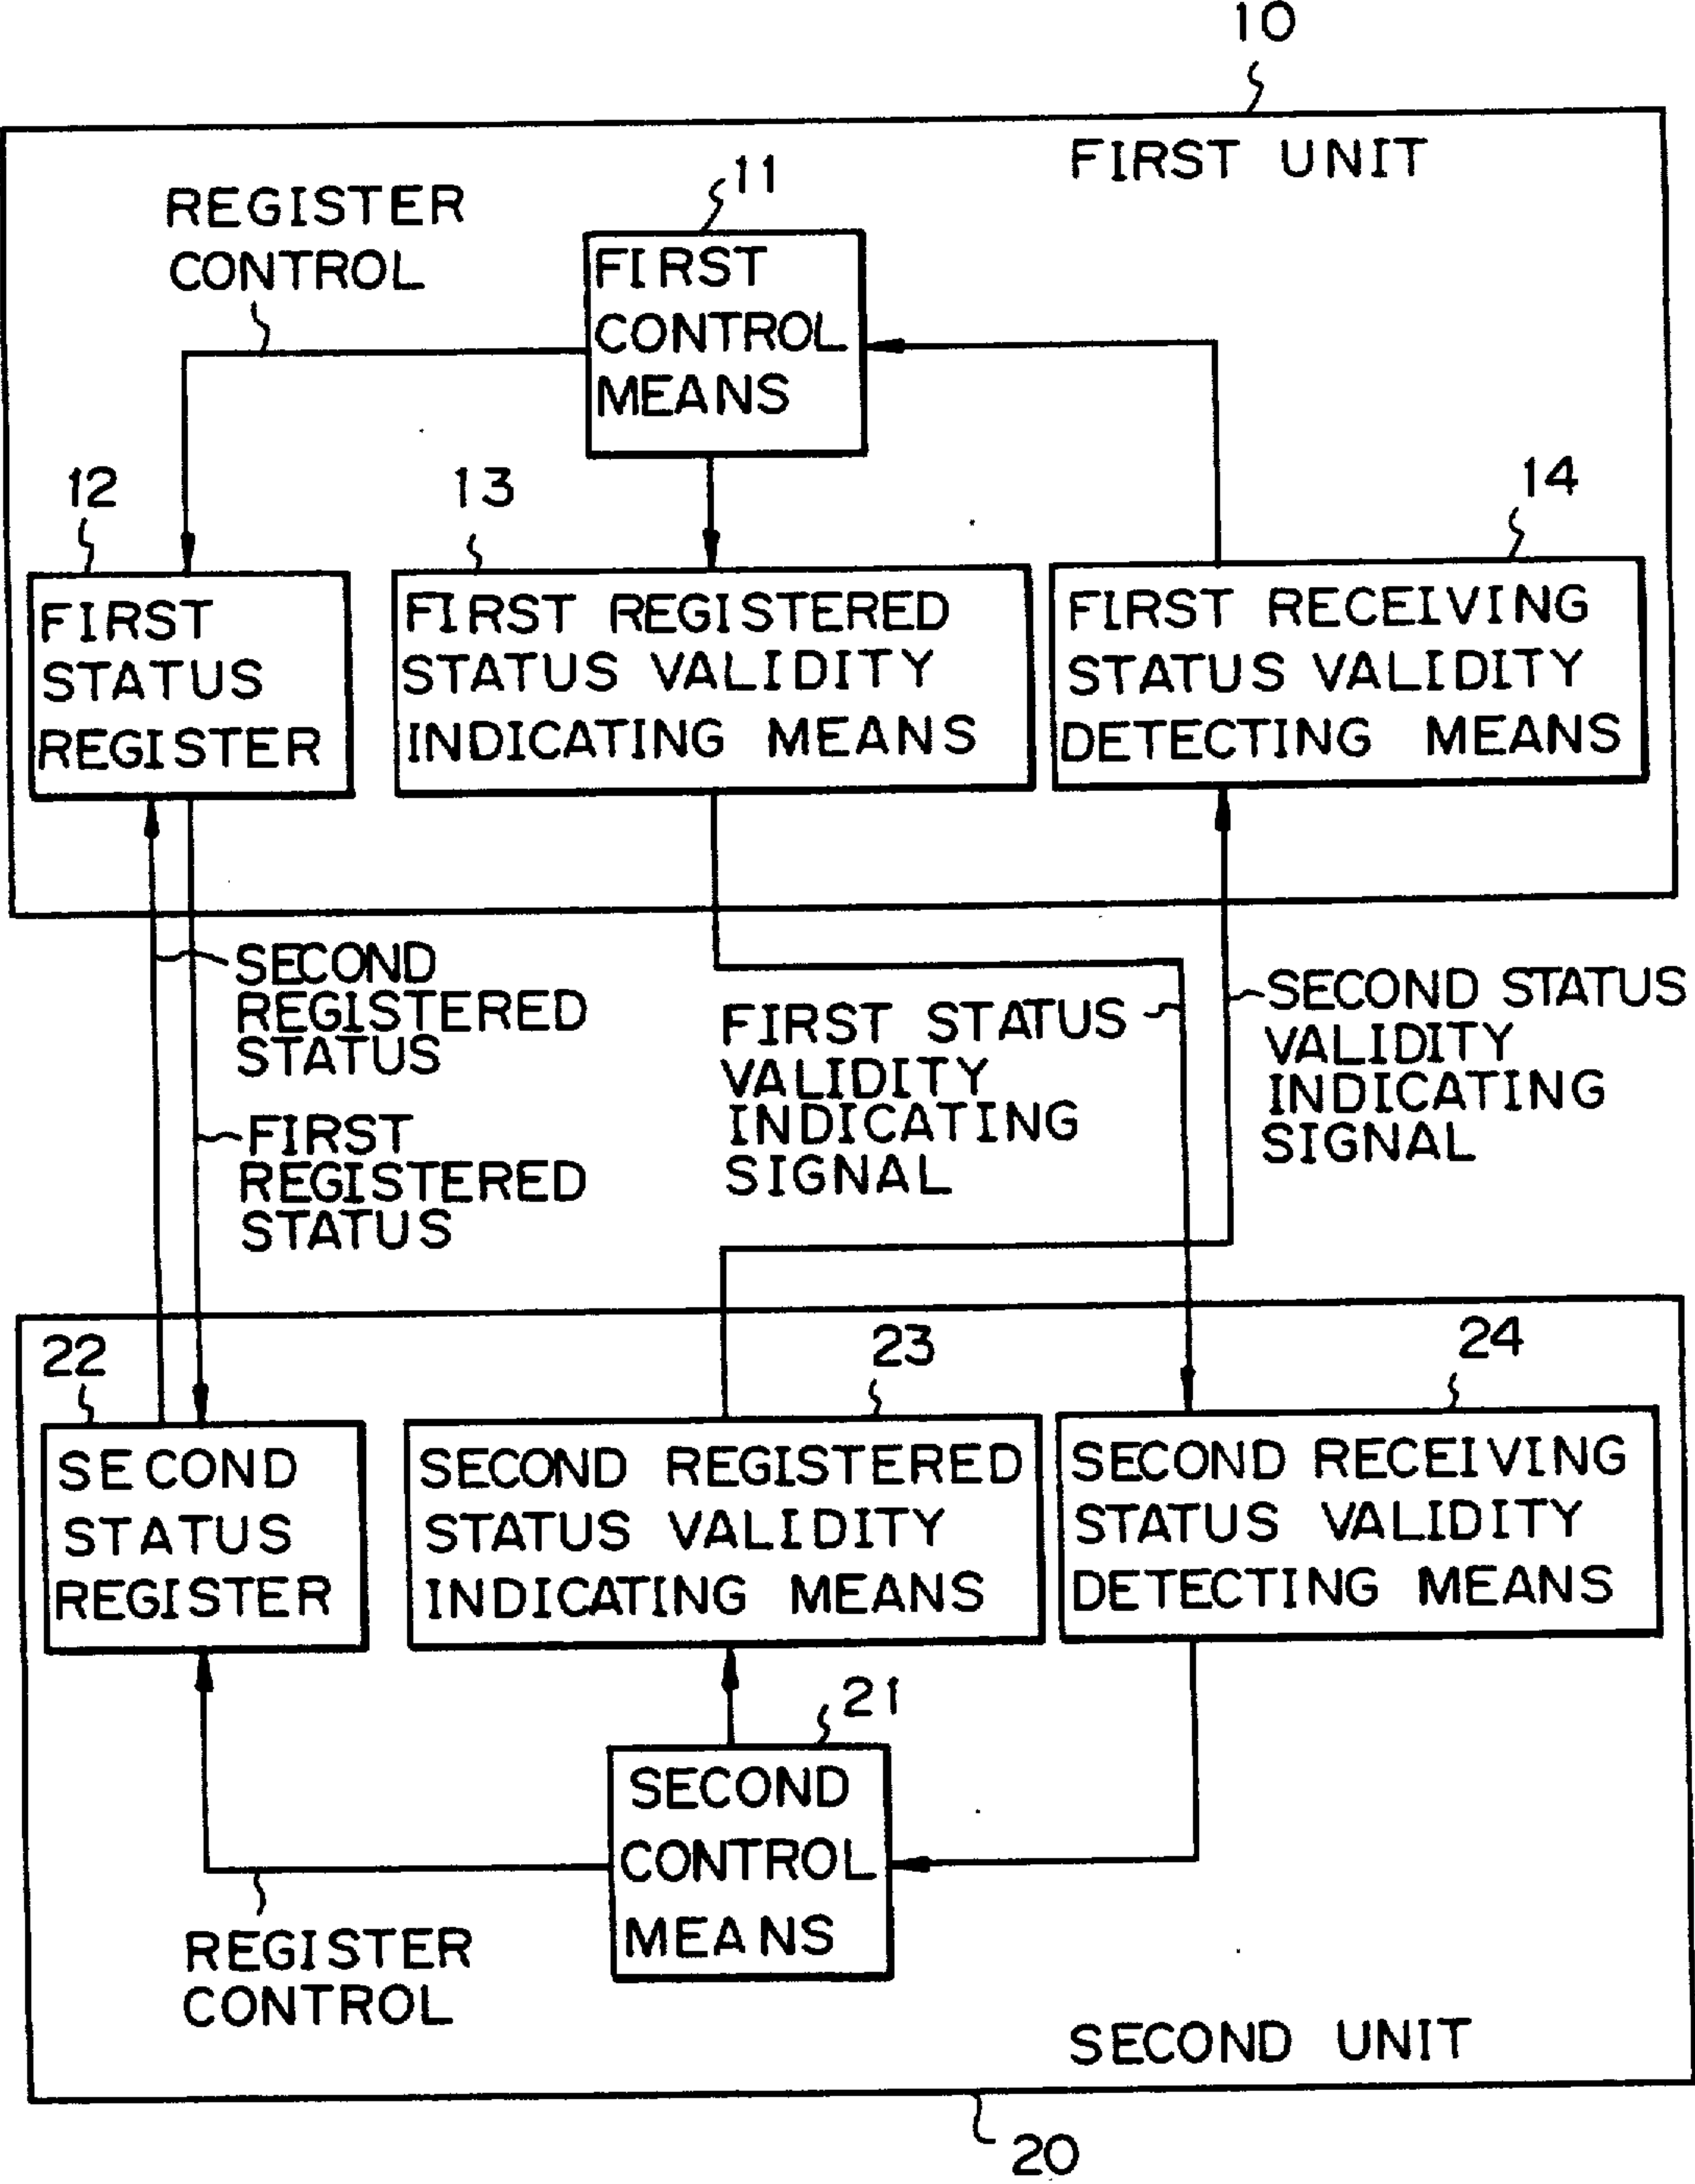 10
FIRST UNIT
REGISTER
CONTROL
11
FIRST
CONTROL
MEANS
12
13
14
FIRST
STATUS
REGISTER
FIRST REGISTERED
STATUS VALIDITY
INDICATING MEANS
FIRST RECEIVING
STATUS VALIDITY
DETECTING MEANS
SECOND
REGISTERED
STATUS
FIRST
REGISTERED
STATUS
FIRST STATUS
VALIDITY
INDICATING
SIGNAL
SECOND STATUS
VALIDITY
INDICATING
SIGNAL
22
23
24
SECOND
STATUS
REGISTER
SECOND REGISTERED
STATUS VALIDITY
INDICATING MEANS
SECOND RECEIVING
STATUS VALIDITY
DETECTING MEANS
21
SECOND
CONTROL
MEANS
REGISTER
CONTROL
SECOND UNIT
20